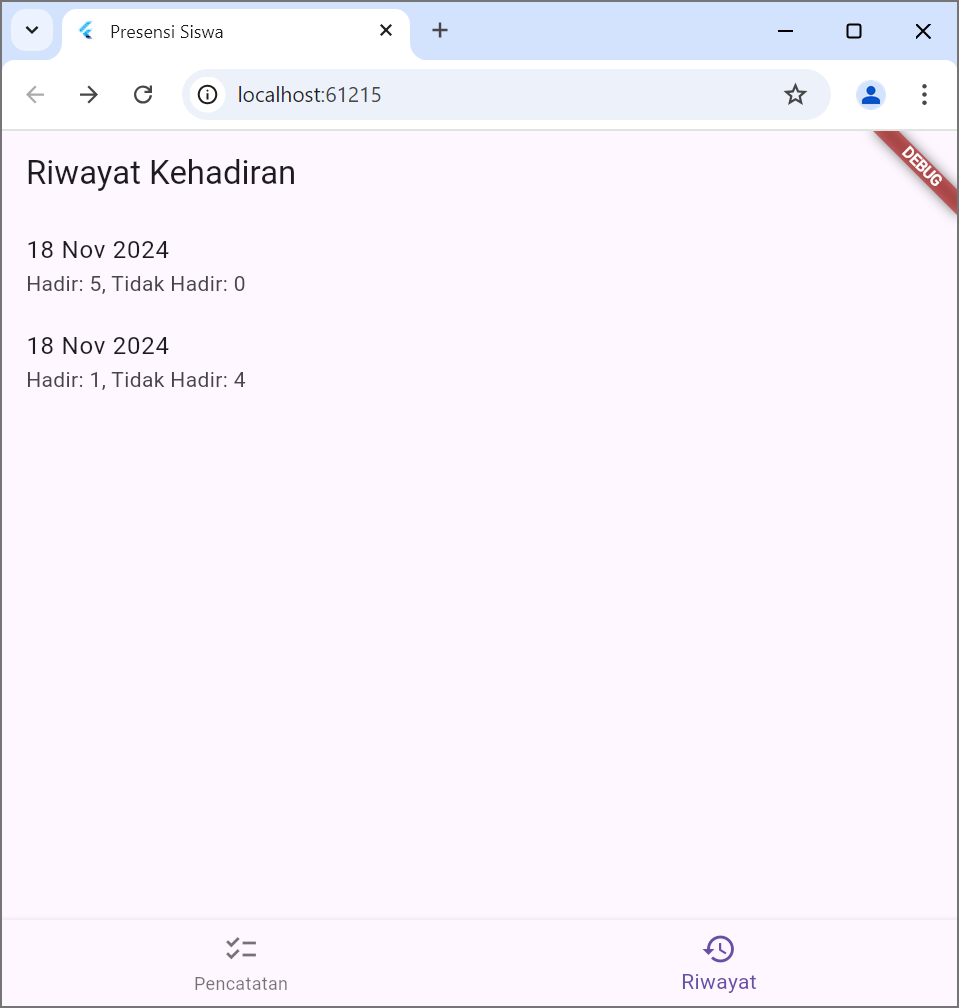 Presensi Siswa
localhost:61215
Riwayat Kehadiran
DEBUG
18 Nov 2024
Hadir: 5, Tidak Hadir: 0
18 Nov 2024
Hadir: 1, Tidak Hadir: 4
Pencatatan
Riwayat